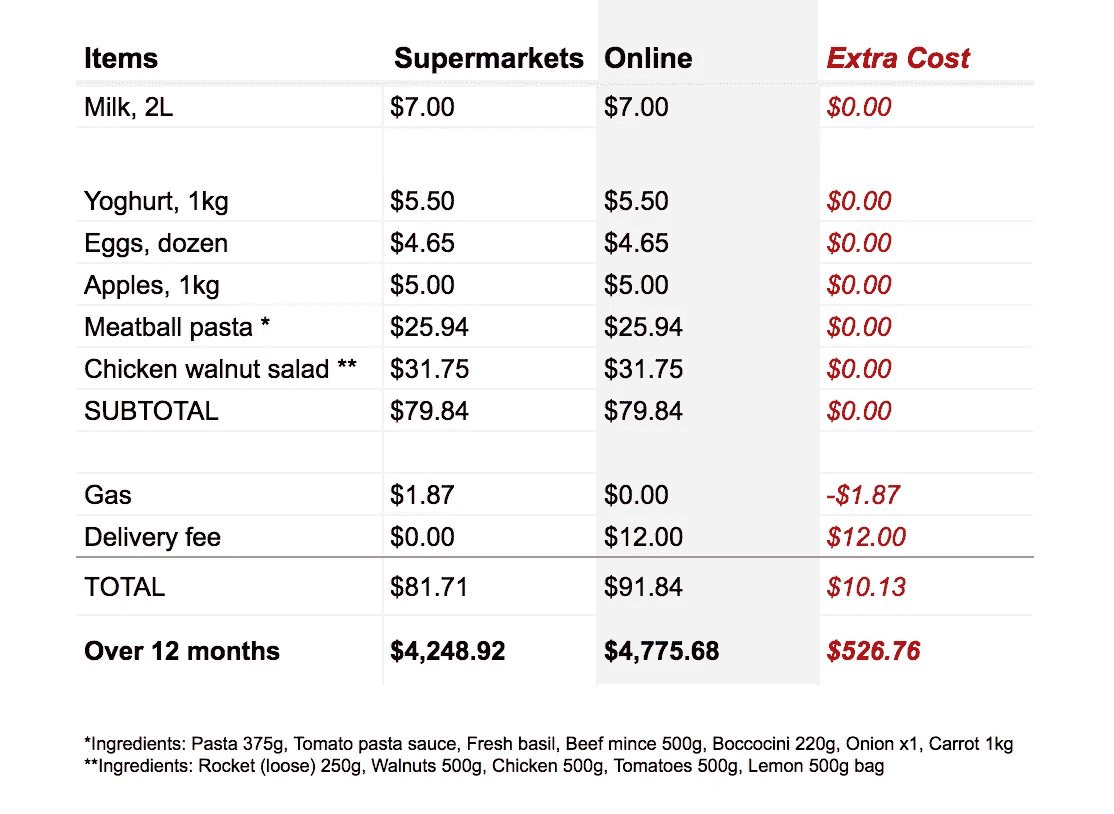 Items Supermarkets Online Extra Cost
Milk, 2L $7.00 $7.00 $0.00
Yoghurt, 1kg $5.50 $5.50 $0.00
Eggs, dozen $4.65 $4.65 $0.00
Apples, 1kg $5.00 $5.00 $0.00
Meatball pasta * $25.94 $25.94 $0.00
Chicken walnut salad ** $31.75 $31.75 $0.00
SUBTOTAL $79.84 $79.84 $0.00
Gas $1.87 $0.00 -$1.87
Delivery fee $0.00 $12.00 $12.00
TOTAL $81.71 $91.84 $10.13
Over 12 months $4,248.92 $4,775.68 $526.76
*Ingredients: Pasta 375g, Tomato pasta sauce, Fresh basil, Beef mince 500g, Boccocini 220g, Onion x1, Carrot 1kg
**Ingredients: Rocket (loose) 250g, Walnuts 500g, Chicken 500g, Tomatoes 500g, Lemon 500g bag